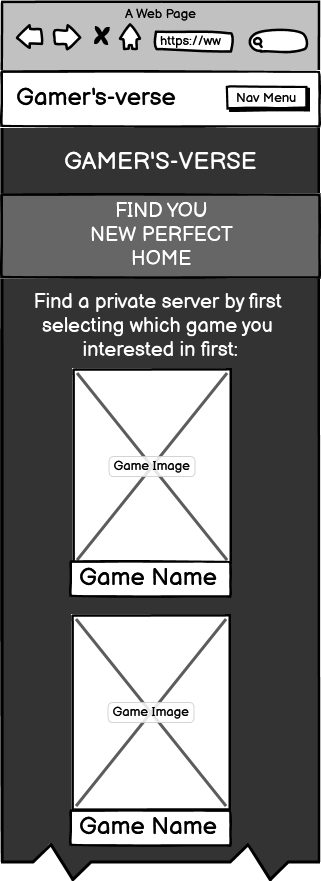 A Web Page
https://ww
Gamer's-verse
Nav Menu
GAMER'S-VERSE
FIND YOU
NEW PERFECT
HOME
Find a private server by first
selecting which game you
interested in first:
Game Image
Game Name
Game Image
Game Name